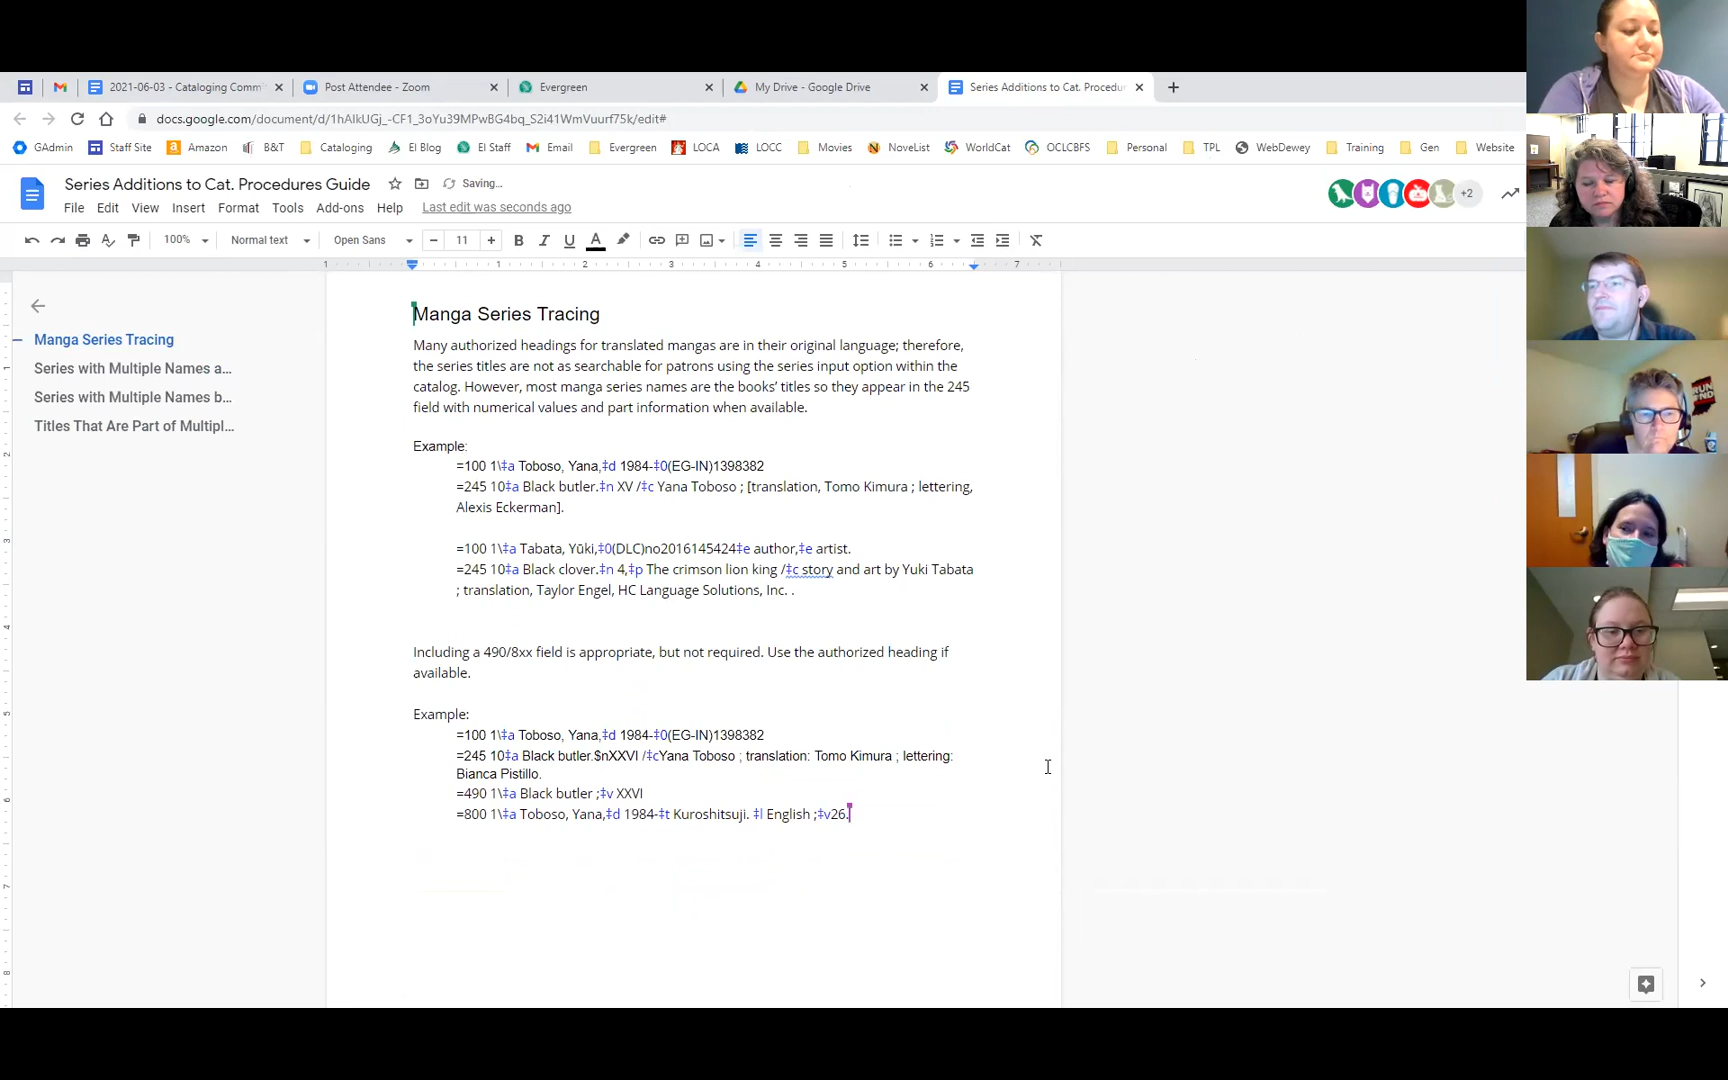 2021-06-03 - Cataloging Comm
Post Attendee - Zoom
Evergreen
My Drive - Google Drive
Series Additions to Cat. Procedu
docs.google.com/document/d/1hAIkUGj_-CF1_3oYu39MPwBG4bq_S2i41WmVuurf75k/edit#
GAdmin
Staff Site
Amazon
B&T
Cataloging
EI Blog
EI Staff
Email
Evergreen
LOCA
LOCC
Movies
NoveList
WorldCat
OCLCBFS
Personal
TPL
WebDewey
Training
Gen
Website
Series Additions to Cat. Procedures Guide
Saving...
File Edit View Insert Format Tools Add-ons Help Last edit was seconds ago
+2
100% Normal text Open Sans 11
1 1 2 3 4 5 6 7
Manga Series Tracing
Series with Multiple Names a...
Series with Multiple Names b...
Titles That Are Part of Multipl...
Manga Series Tracing
Many authorized headings for translated mangas are in their original language; therefore,
the series titles are not as searchable for patrons using the series input option within the
catalog. However, most manga series names are the books' titles so they appear in the 245
field with numerical values and part information when available.
Example:
=100 1\‡a Toboso, Yana,‡d 1984-‡0(EG-IN)1398382
=245 10‡a Black butler.‡n XV /‡c Yana Toboso ; [translation, Tomo Kimura ; lettering,
Alexis Eckerman].
=100 1\‡a Tabata, Yūki,‡0(DLC)no2016145424‡e author,‡e artist.
=245 10‡a Black clover.‡n 4,‡p The crimson lion king /‡c story and art by Yuki Tabata
; translation, Taylor Engel, HC Language Solutions, Inc. .
Including a 490/8xx field is appropriate, but not required. Use the authorized heading if
available.
Example:
=100 1\‡a Toboso, Yana,‡d 1984-‡0(EG-IN)1398382
=245 10‡a Black butler.$nXXVI /‡cYana Toboso ; translation: Tomo Kimura ; lettering:
Bianca Pistillo.
=490 1\‡a Black butler ;‡v XXVI
=800 1\‡a Toboso, Yana,‡d 1984-‡t Kuroshitsuji. ‡l English ;‡v26.